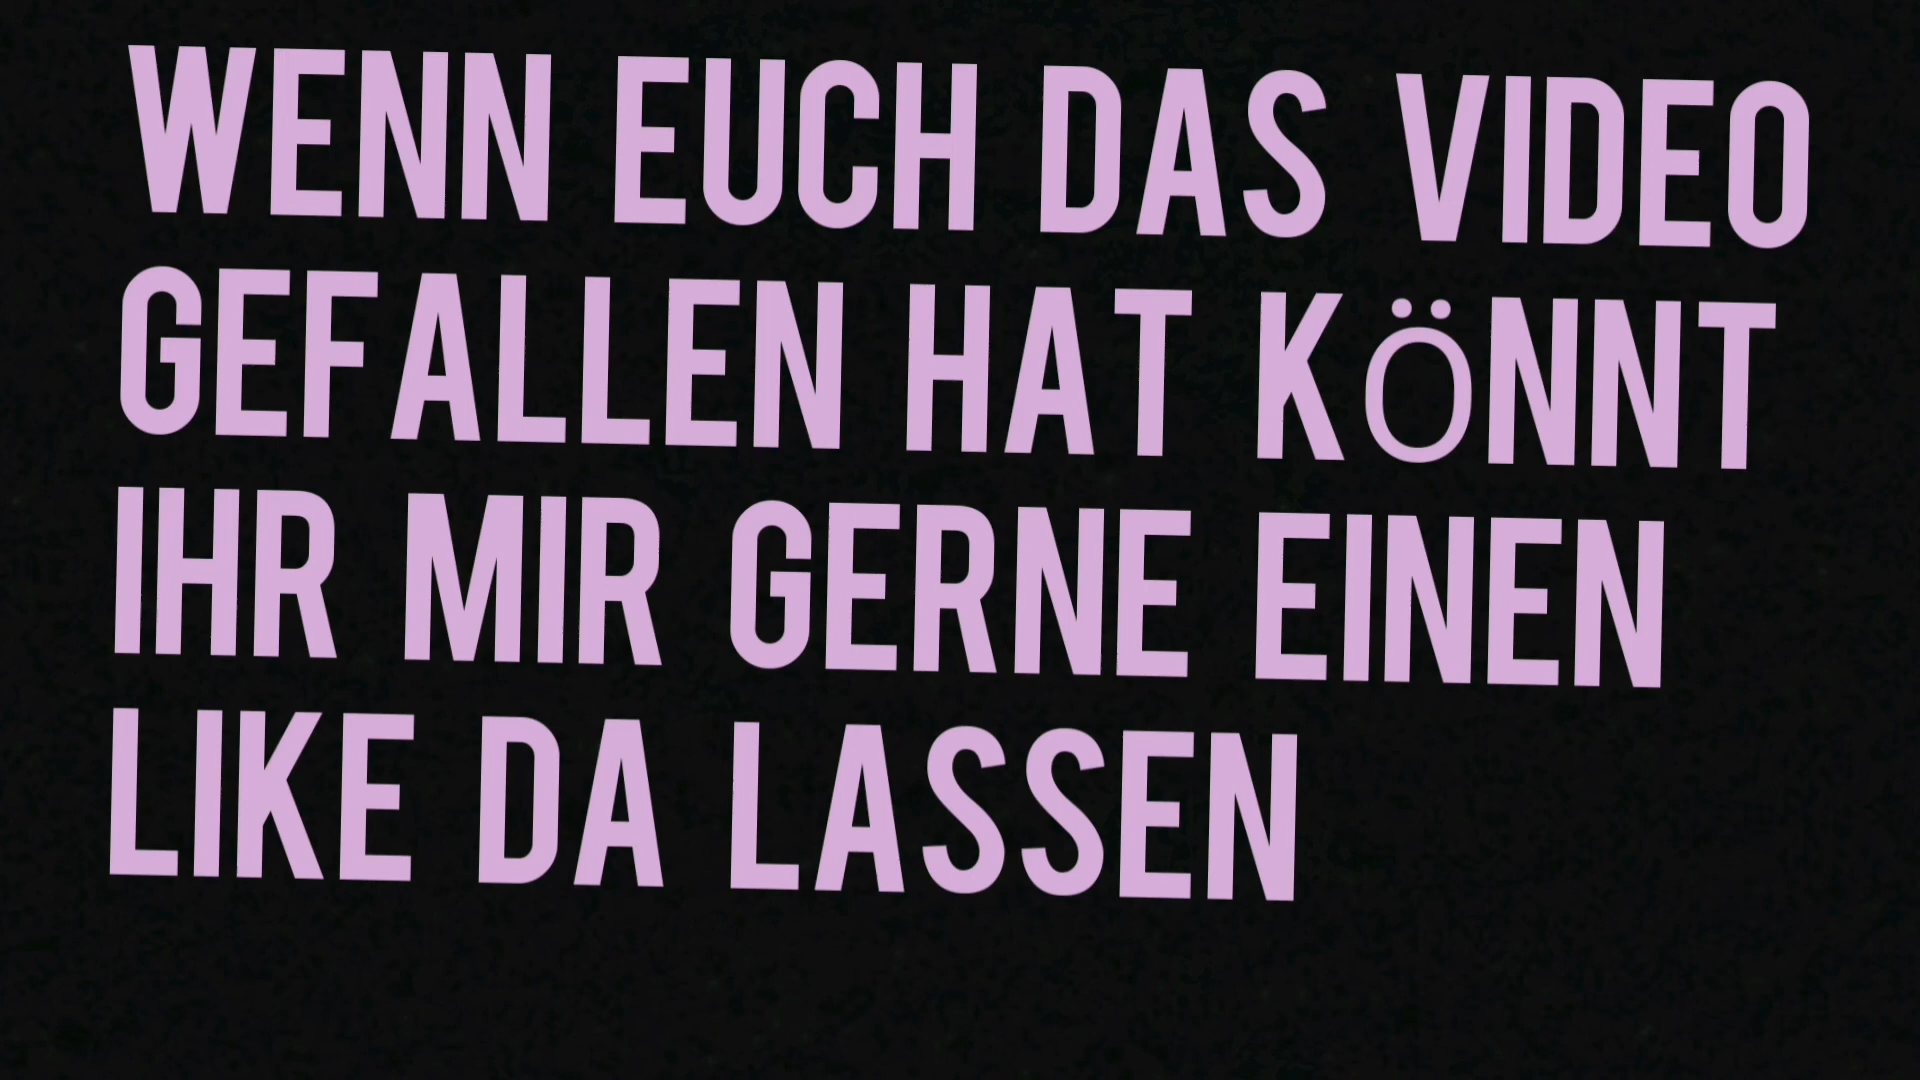 WENN EUCH DAS VIDEO
GEFALLEN HAT KÖNNT
IHR MIR GERNE EINEN
LIKE DA LASSEN